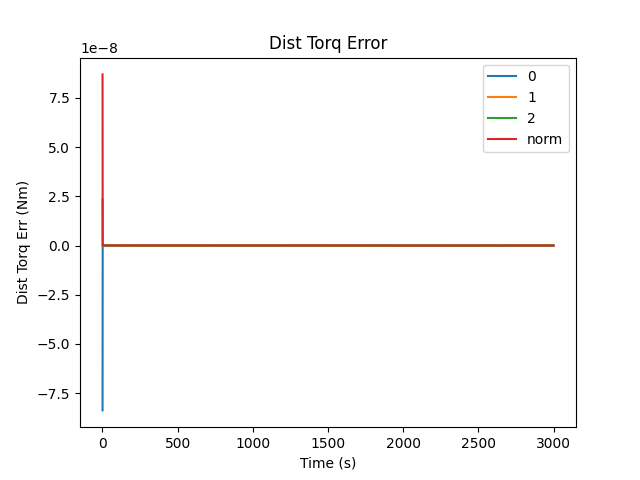 Dist Torq Error
1e−8
7.5
5.0
2.5
0.0
−2.5
−5.0
−7.5
Dist Torq Err (Nm)
0
1
2
norm
0 500 1000 1500 2000 2500 3000
Time (s)